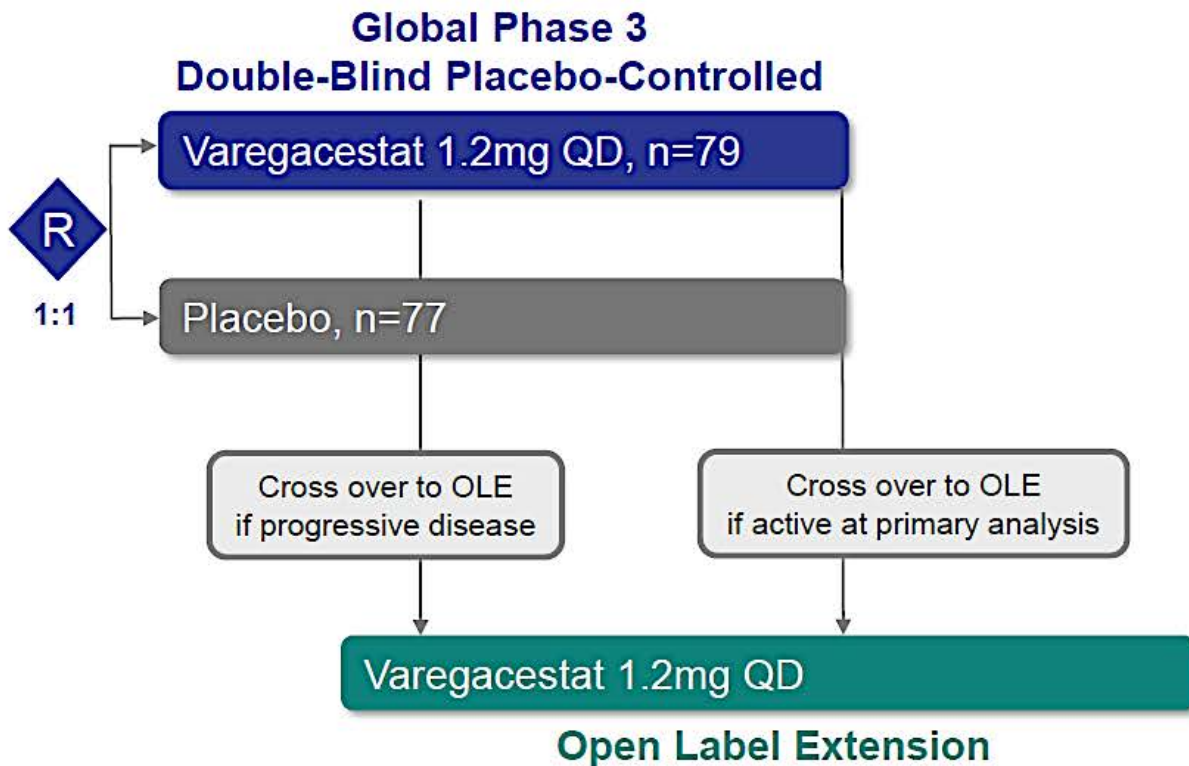 Global Phase 3
Double-Blind Placebo-Controlled
Varegacestat 1.2mg QD, n=79
R
1:1
Placebo, n=77
Cross over to OLE
if progressive disease
Cross over to OLE
if active at primary analysis
Varegacestat 1.2mg QD
Open Label Extension